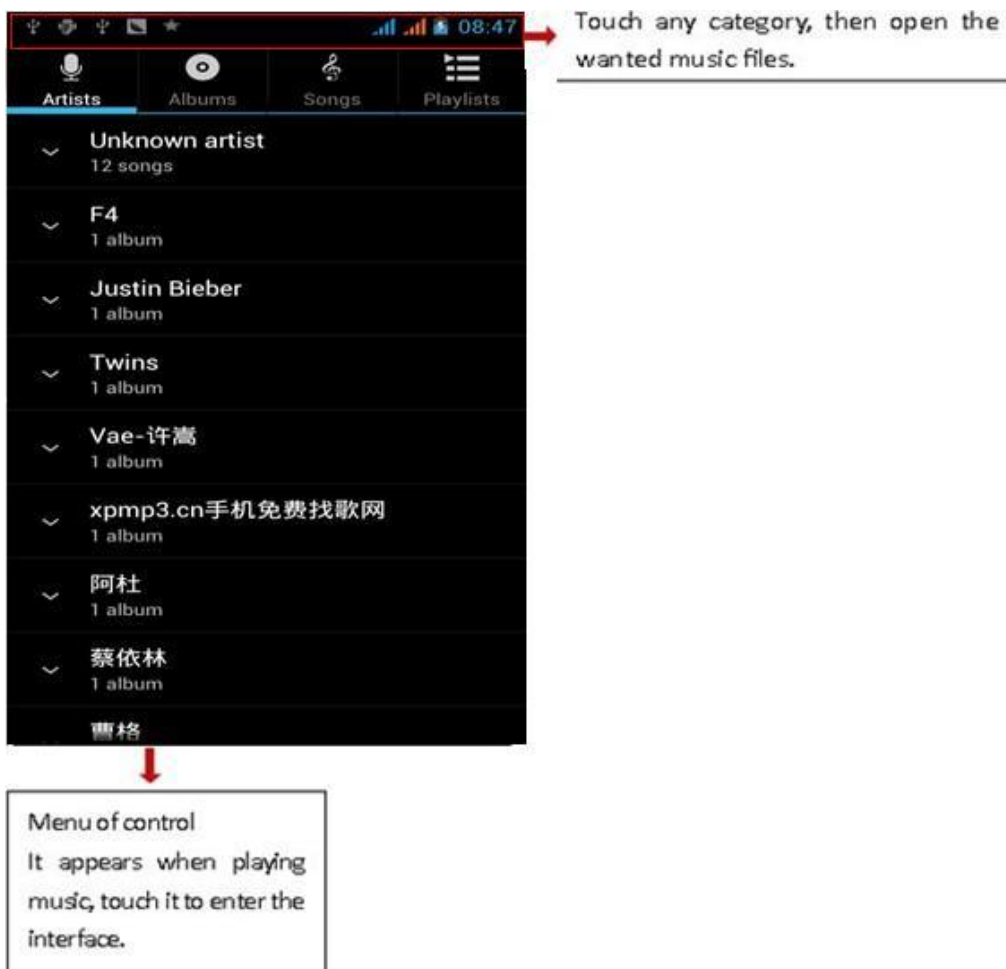 08:47
Touch any category, then open the
wanted music files.
Artists Albums Songs Playlists
Unknown artist
12 songs
F4
1 album
Justin Bieber
1 album
Twins
1 album
Vae-许嵩
1 album
xpmp3.cn手机免费找歌网
1 album
阿杜
1 album
蔡依林
1 album
曹格
Menu of control
It appears when playing
music, touch it to enter the
interface.